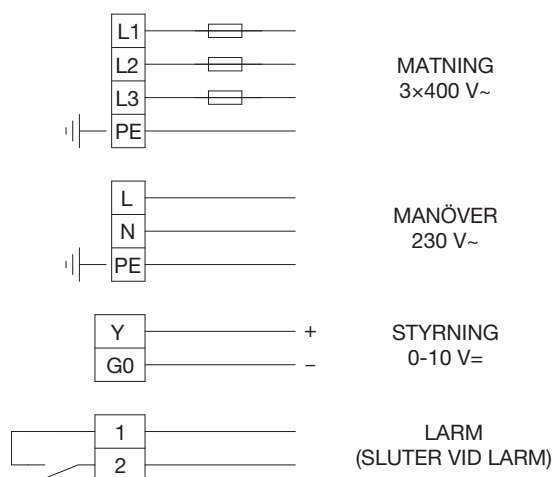 L1
L2
L3
PE
MATNING
3×400 V~
L
N
PE
MANÖVER
230 V~
Y +
G0 −
STYRNING
0-10 V=
1
2
LARM
(SLUTER VID LARM)